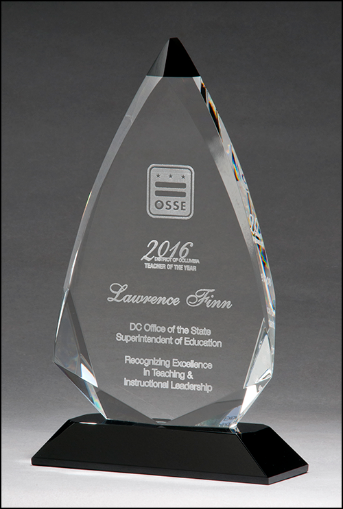 OSSE
2016
DISTRICT OF COLUMBIA
TEACHER OF THE YEAR
Lawrence Finn
DC Office of the State
Superintendent of Education
Recognizing Excellence
in Teaching &
Instructional Leadership